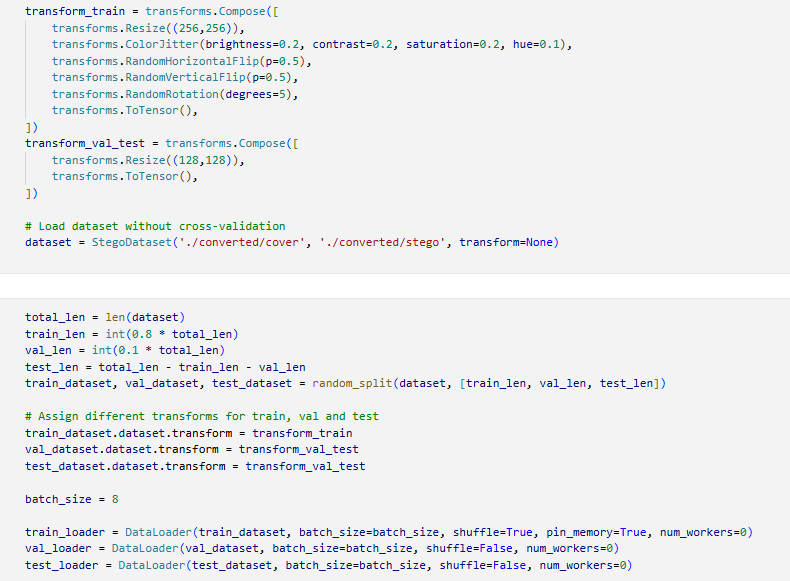 transform_train = transforms.Compose([
    transforms.Resize((256,256)),
    transforms.ColorJitter(brightness=0.2, contrast=0.2, saturation=0.2, hue=0.1),
    transforms.RandomHorizontalFlip(p=0.5),
    transforms.RandomVerticalFlip(p=0.5),
    transforms.RandomRotation(degrees=5),
    transforms.ToTensor(),
])
transform_val_test = transforms.Compose([
    transforms.Resize((128,128)),
    transforms.ToTensor(),
])
# Load dataset without cross-validation
dataset = StegoDataset('./converted/cover', './converted/stego', transform=None)
total_len = len(dataset)
train_len = int(0.8 * total_len)
val_len = int(0.1 * total_len)
test_len = total_len - train_len - val_len
train_dataset, val_dataset, test_dataset = random_split(dataset, [train_len, val_len, test_len])
# Assign different transforms for train, val and test
train_dataset.dataset.transform = transform_train
val_dataset.dataset.transform = transform_val_test
test_dataset.dataset.transform = transform_val_test
batch_size = 8
train_loader = DataLoader(train_dataset, batch_size=batch_size, shuffle=True, pin_memory=True, num_workers=0)
val_loader = DataLoader(val_dataset, batch_size=batch_size, shuffle=False, num_workers=0)
test_loader = DataLoader(test_dataset, batch_size=batch_size, shuffle=False, num_workers=0)